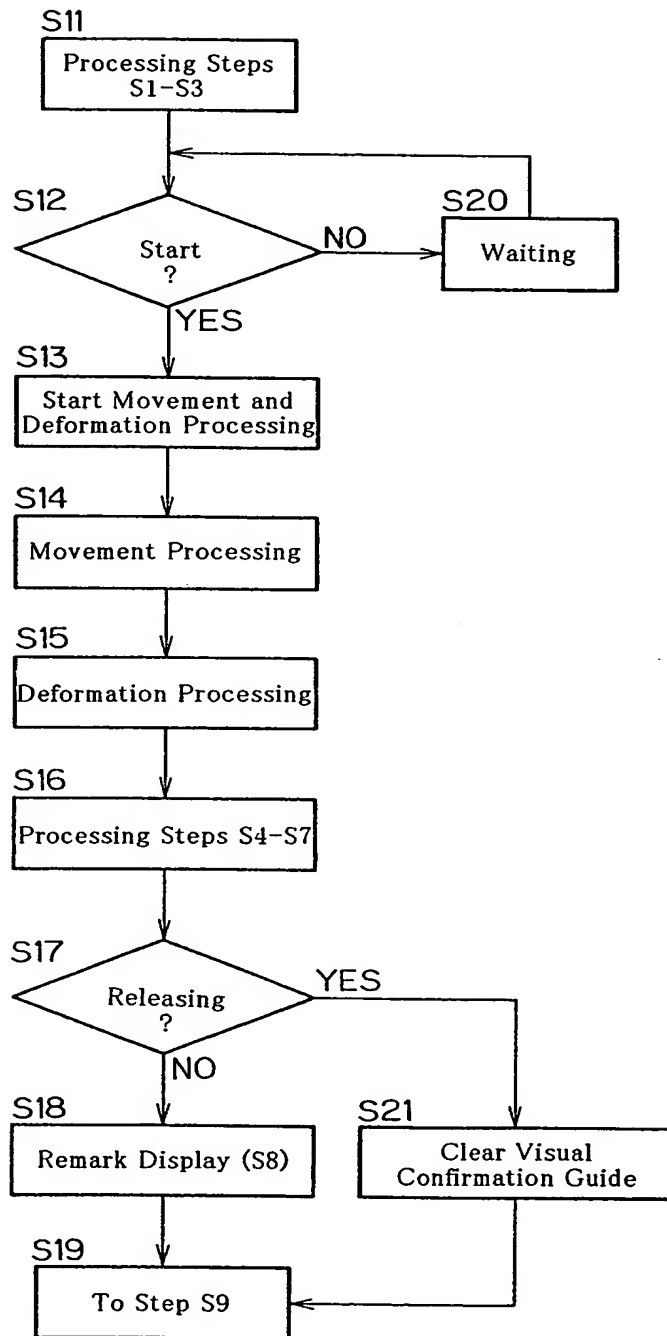 S11
Processing Steps
S1-S3
S12
Start
?
NO
S20
Waiting
YES
S13
Start Movement and
Deformation Processing
S14
Movement Processing
S15
Deformation Processing
S16
Processing Steps S4-S7
S17
Releasing
?
YES
NO
S18
Remark Display (S8)
S21
Clear Visual
Confirmation Guide
S19
To Step S9